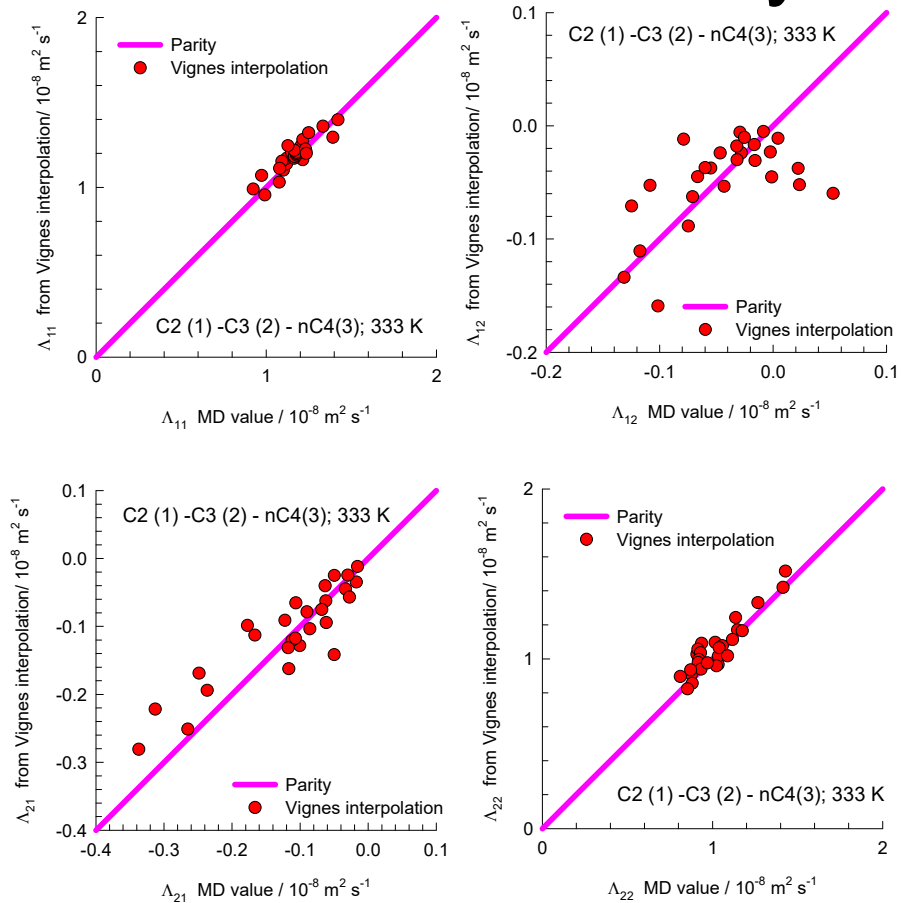 2
1
0
Λ11 from Vignes interpolation/ 10-8 m2 s-1
Parity
Vignes interpolation
C2 (1) -C3 (2) - nC4(3); 333 K
0 1 2
Λ11 MD value / 10-8 m2 s-1
0.1
0.0
-0.1
-0.2
Λ12 from Vignes interpolation/ 10-8 m2 s-1
C2 (1) -C3 (2) - nC4(3); 333 K
Parity
Vignes interpolation
-0.2 -0.1 0.0 0.1
Λ12 MD value / 10-8 m2 s-1
0.1
0.0
-0.1
-0.2
-0.3
-0.4
Λ21 from Vignes interpolation/ 10-8 m2 s-1
C2 (1) -C3 (2) - nC4(3); 333 K
Parity
Vignes interpolation
-0.4 -0.3 -0.2 -0.1 0.0 0.1
Λ21 MD value / 10-8 m2 s-1
2
1
0
Λ22 from Vignes interpolation/ 10-8 m2 s-1
Parity
Vignes interpolation
C2 (1) -C3 (2) - nC4(3); 333 K
0 1 2
Λ22 MD value / 10-8 m2 s-1